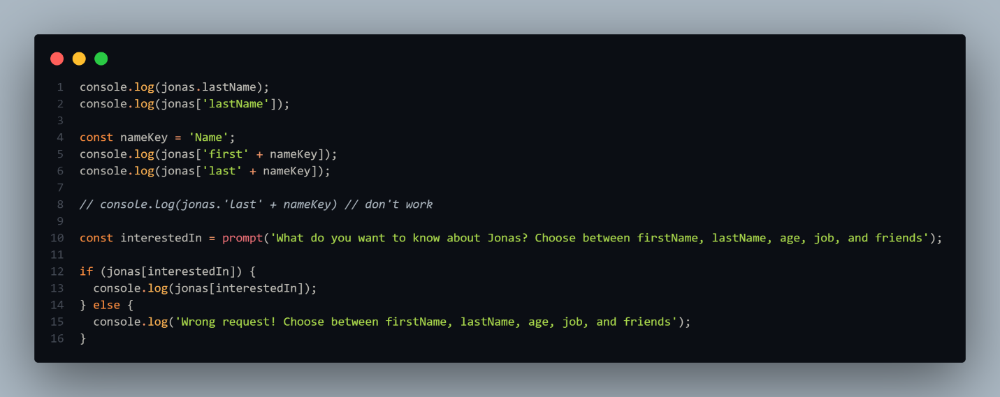 1 console.log(jonas.lastName);
2 console.log(jonas['lastName']);
3
4 const nameKey = 'Name';
5 console.log(jonas['first' + nameKey]);
6 console.log(jonas['last' + nameKey]);
7
8 // console.log(jonas.'last' + nameKey) // don't work
9
10 const interestedIn = prompt('What do you want to know about Jonas? Choose between firstName, lastName, age, job, and friends');
11
12 if (jonas[interestedIn]) {
13   console.log(jonas[interestedIn]);
14 } else {
15   console.log('Wrong request! Choose between firstName, lastName, age, job, and friends');
16 }